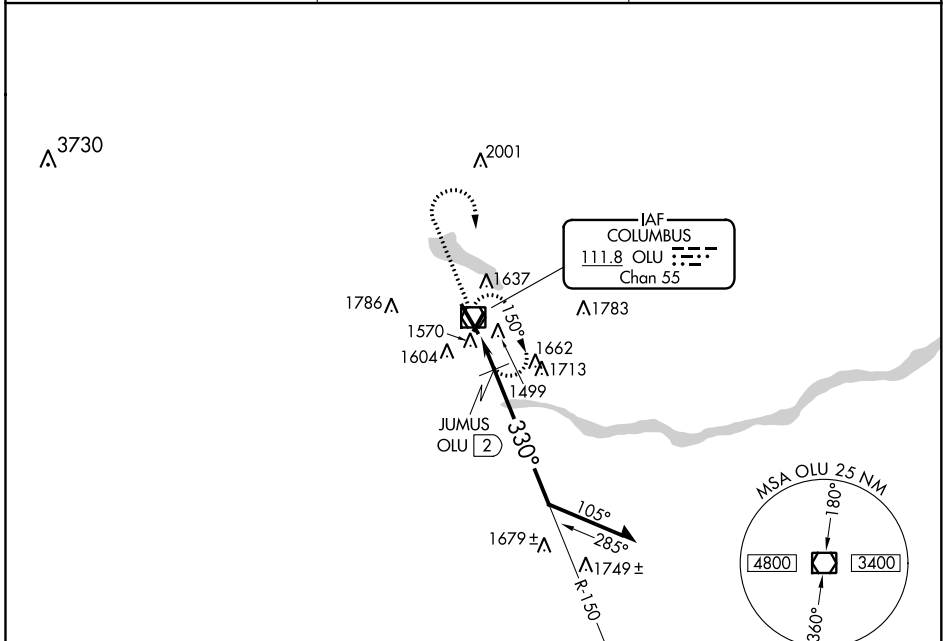 3730
2001
IAF
COLUMBUS
111.8 OLU
Chan 55
1637
1786
1783
150°
1570
1604
1662
1713
1499
JUMUS
OLU 2
330°
MSA OLU 25 NM
180°
105°
285°
1679±
1749±
4800
3400
R-150
360°